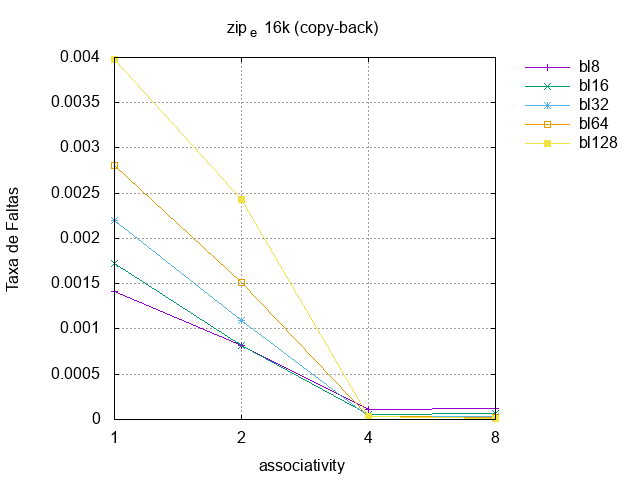 zip e 16k (copy-back)
0.004
0.0035
0.003
0.0025
0.002
0.0015
0.001
0.0005
0
1 2 4 8
Taxa de Faltas
associativity
bl8
bl16
bl32
bl64
bl128